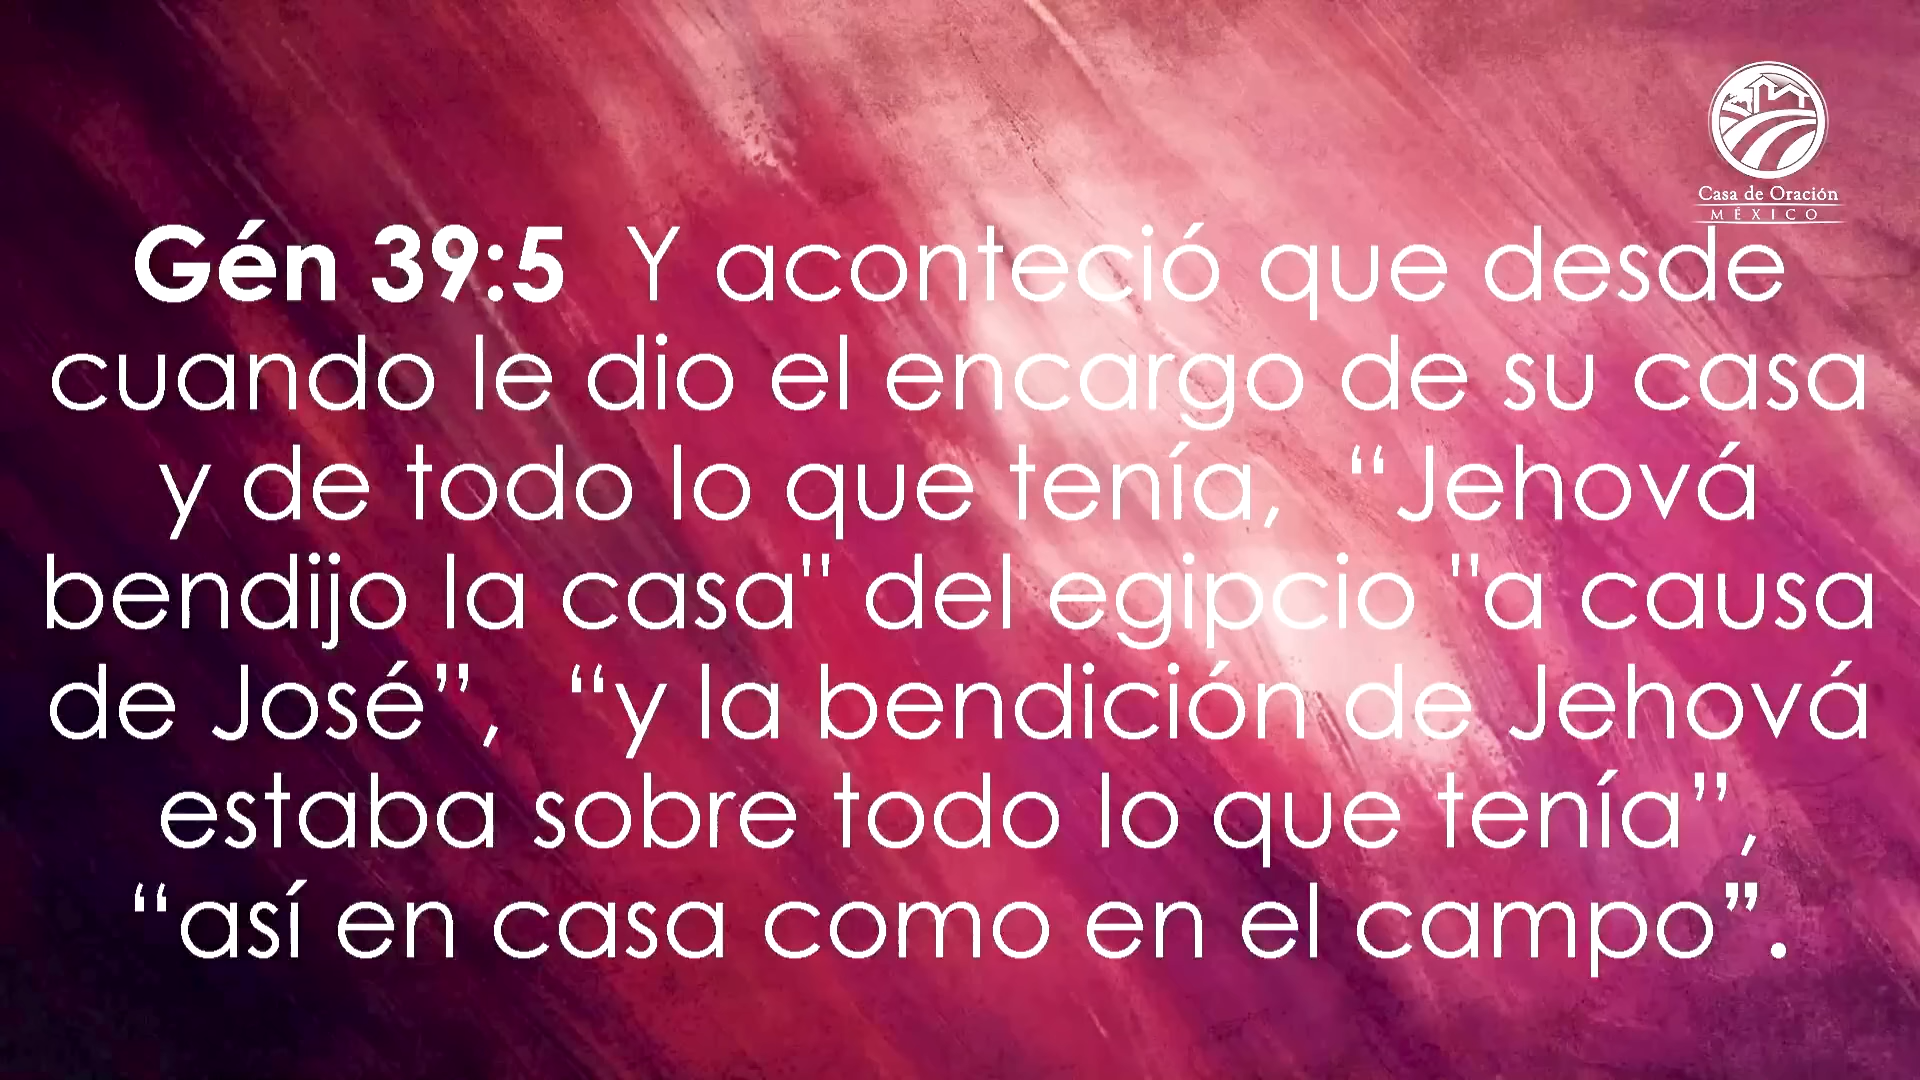 Casa de Oración
MÉXICO
Gén 39:5  Y aconteció que desde
cuando le dio el encargo de su casa
y de todo lo que tenía,  “Jehová
bendijo la casa" del egipcio "a causa
de José”,  “y la bendición de Jehová
estaba sobre todo lo que tenía”,
“así en casa como en el campo”.